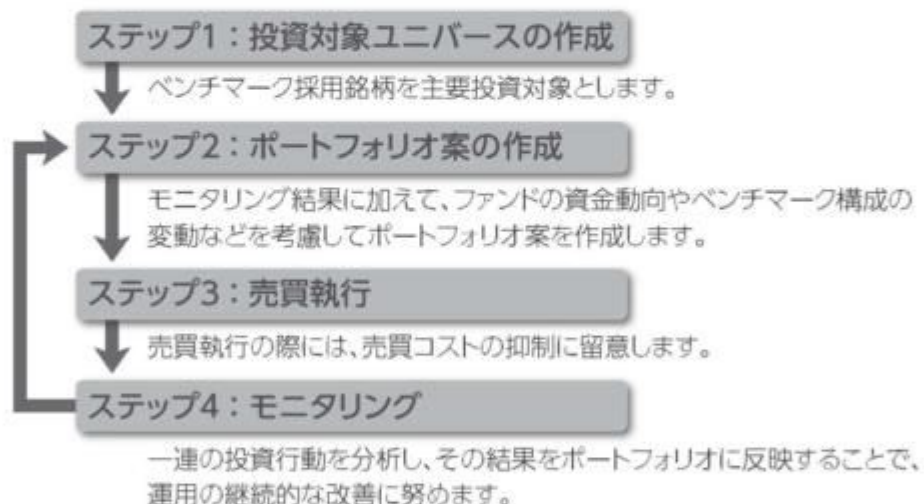 ステップ1：投資対象ユニバースの作成
ベンチマーク採用銘柄を主要投資対象とします。
ステップ2：ポートフォリオ案の作成
モニタリング結果に加えて、ファンドの資金動向やベンチマーク構成の
変動などを考慮してポートフォリオ案を作成します。
ステップ3：売買執行
売買執行の際には、売買コストの抑制に留意します。
ステップ4：モニタリング
一連の投資行動を分析し、その結果をポートフォリオに反映することで、
運用の継続的な改善に努めます。